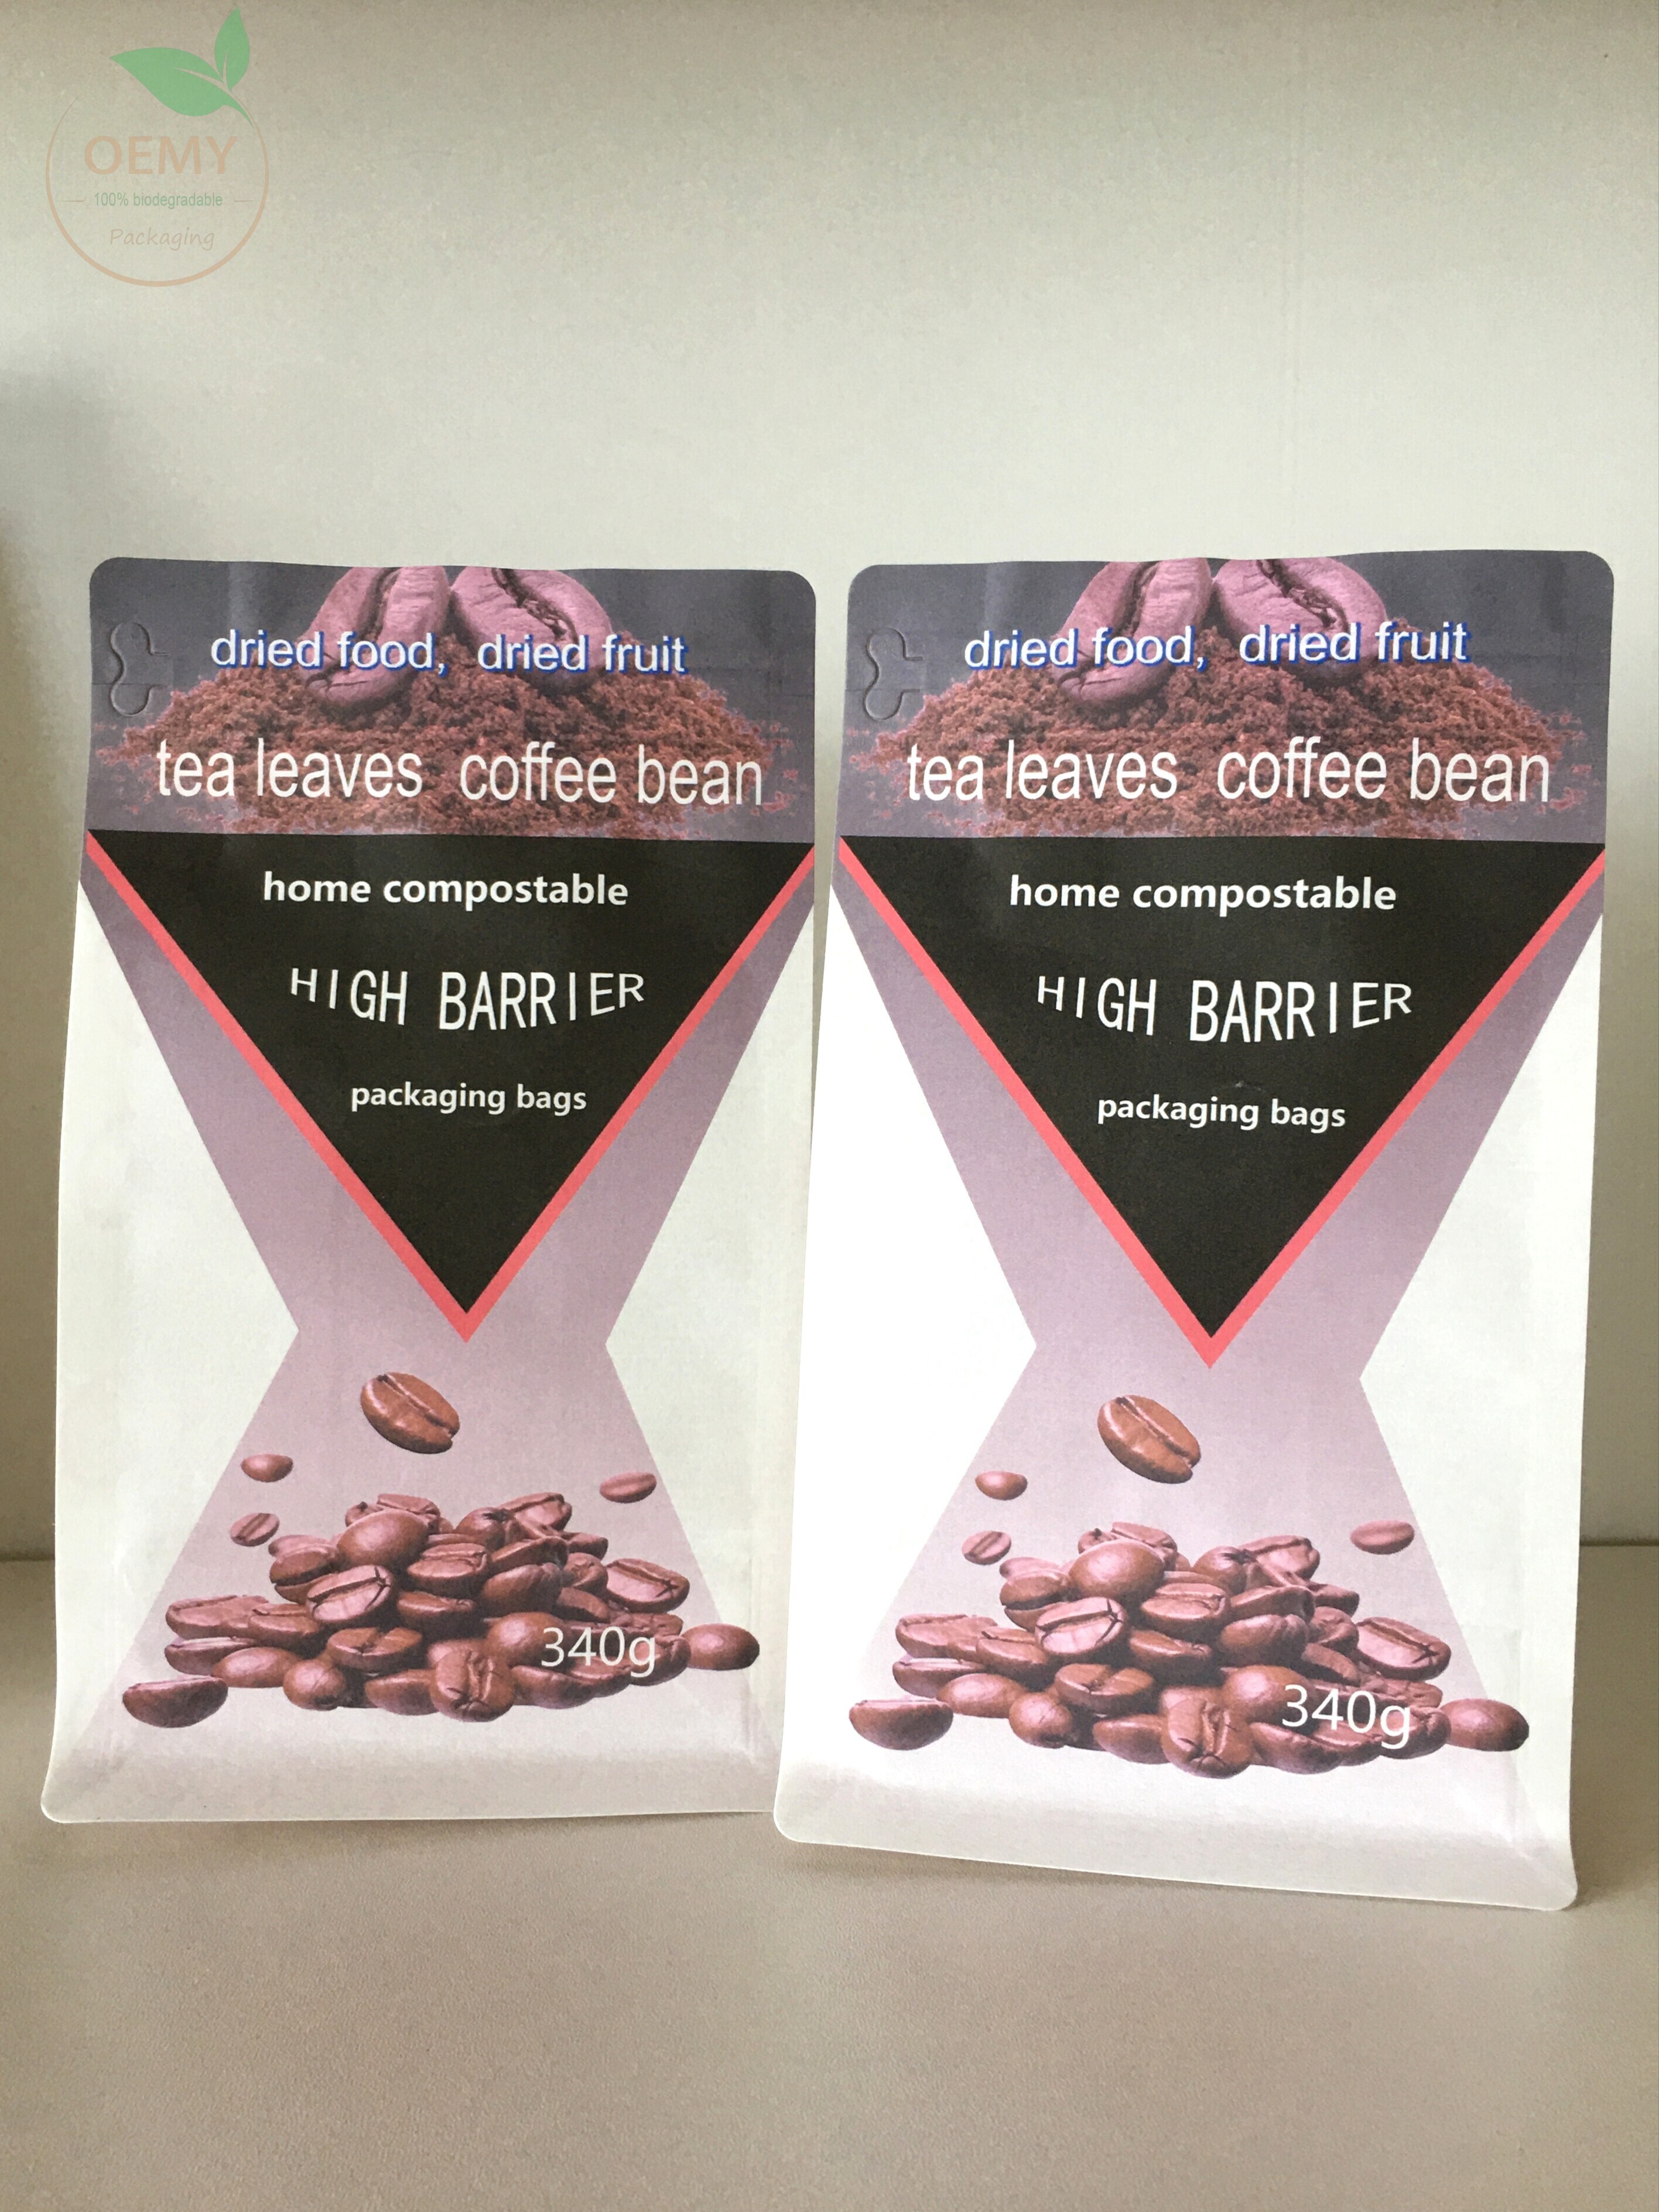 OEMY
100% biodegradable
Packaging
dried food, dried fruit
tea leaves coffee bean
home compostable
HIGH BARRIER
packaging bags
340g
dried food, dried fruit
tea leaves coffee bean
home compostable
HIGH BARRIER
packaging bags
340g